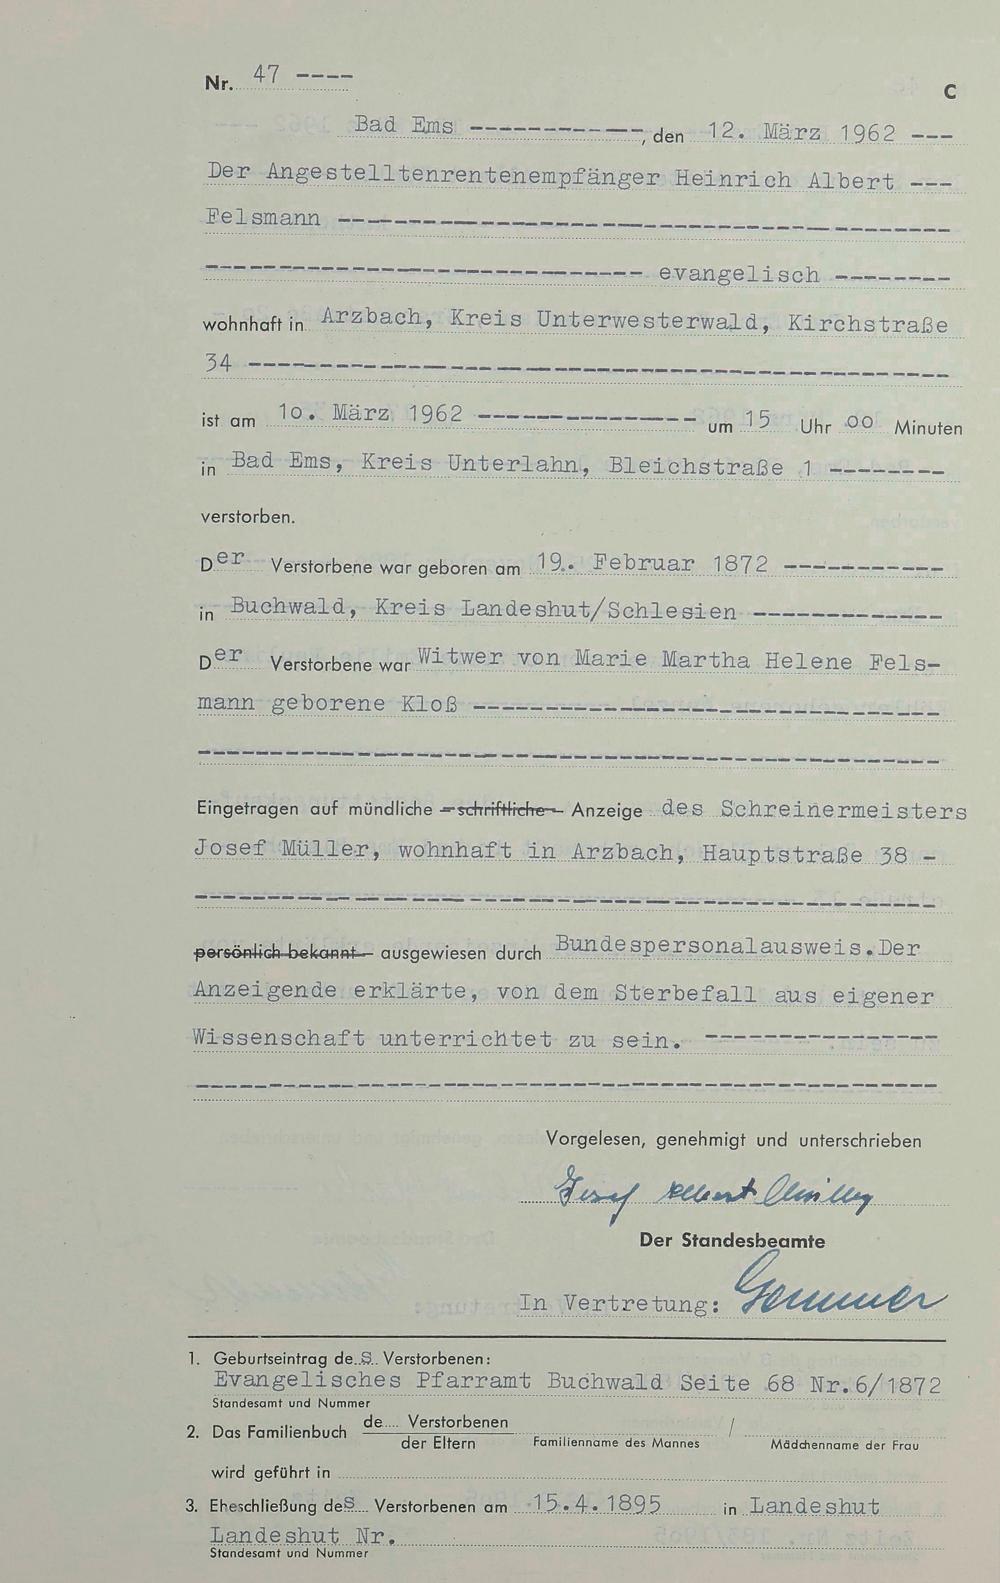 Nr. 47 ----
C
Bad Ems ------------, den 12. März 1962 ---
Der Angestelltenrentenempfänger Heinrich Albert ---
Felsmann ------------------------------------------
------------------------------ evangelisch --------
wohnhaft in Arzbach, Kreis Unterwesterwald, Kirchstraße
34 ------------------------------------------------
ist am 1o. März 1962 --------------- um 15 Uhr oo Minuten
in Bad Ems, Kreis Unterlahn, Bleichstraße 1 --------
verstorben.
Der Verstorbene war geboren am 19. Februar 1872 -----------
in Buchwald, Kreis Landeshut/Schlesien -------------
Der Verstorbene war Witwer von Marie Martha Helene Fels-
mann geborene Kloß --------------------------------
---------------------------------------------------
Eingetragen auf mündliche - schriftliche - Anzeige des Schreinermeisters
Josef Müller, wohnhaft in Arzbach, Hauptstraße 38 -
---------------------------------------------------
persönlich bekannt - ausgewiesen durch Bundespersonalausweis.Der
Anzeigende erklärte, von dem Sterbefall aus eigener
Wissenschaft unterrichtet zu sein. ----------------
---------------------------------------------------
Vorgelesen, genehmigt und unterschrieben
Josef Albert Müller
Der Standesbeamte
In Vertretung: Gemmer
1. Geburtseintrag des Verstorbenen:
Evangelisches Pfarramt Buchwald Seite 68 Nr.6/1872
Standesamt und Nummer
2. Das Familienbuch de Verstorbenen /
der Eltern Familienname des Mannes Mädchenname der Frau
wird geführt in
3. Eheschließung des Verstorbenen am 15.4.1895 in Landeshut
Landeshut Nr.
Standesamt und Nummer